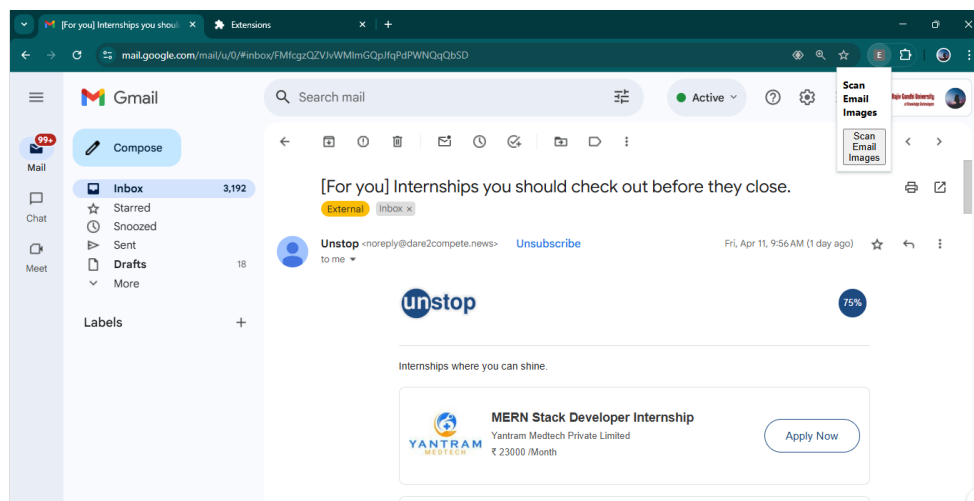 [For you] Internships you shoul
Extensions
mail.google.com/mail/u/0/#inbox/FMfcgzQZVJvWMlmGQpJfqPdPWNQqQbSD
E
Scan
Email
Images
Scan
Email
Images
Gmail
Search mail
Active
Rajiv Gandhi University
99+
Mail
Chat
Meet
Compose
Inbox 3,192
Starred
Snoozed
Sent
Drafts 18
More
Labels
[For you] Internships you should check out before they close.
External Inbox ×
Unstop <noreply@dare2compete.news> Unsubscribe Fri, Apr 11, 9:56 AM (1 day ago)
to me
unstop 75%
Internships where you can shine.
YANTRAM
MEDTECH
MERN Stack Developer Internship
Yantram Medtech Private Limited
₹ 23000 /Month
Apply Now